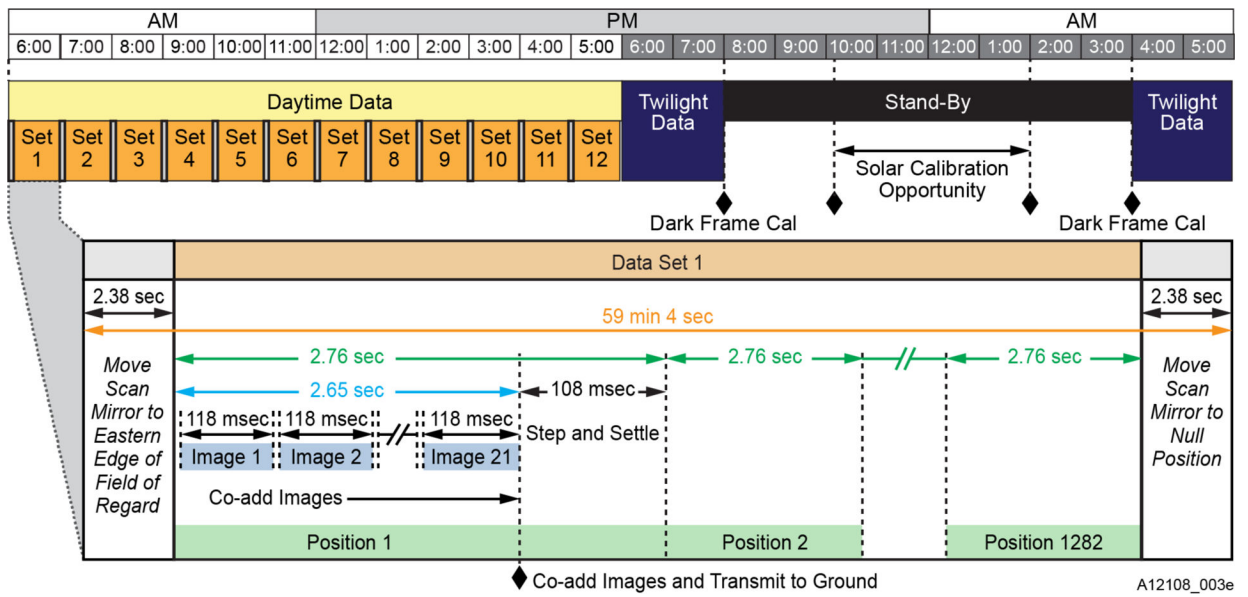 AM PM AM
6:00 7:00 8:00 9:00 10:00 11:00 12:00 1:00 2:00 3:00 4:00 5:00 6:00 7:00 8:00 9:00 10:00 11:00 12:00 1:00 2:00 3:00 4:00 5:00
Daytime Data
Twilight
Data
Stand-By
Twilight
Data
Set
1
Set
2
Set
3
Set
4
Set
5
Set
6
Set
7
Set
8
Set
9
Set
10
Set
11
Set
12
Solar Calibration
Opportunity
Dark Frame Cal
Dark Frame Cal
Data Set 1
2.38 sec
2.38 sec
59 min 4 sec
Move
Scan
Mirror to
Eastern
Edge of
Field of
Regard
2.76 sec
2.76 sec
2.76 sec
2.65 sec
108 msec
118 msec
118 msec
118 msec
Step and Settle
Image 1
Image 2
Image 21
Co-add Images
Move
Scan
Mirror to
Null
Position
Position 1
Position 2
Position 1282
Co-add Images and Transmit to Ground
A12108_003e